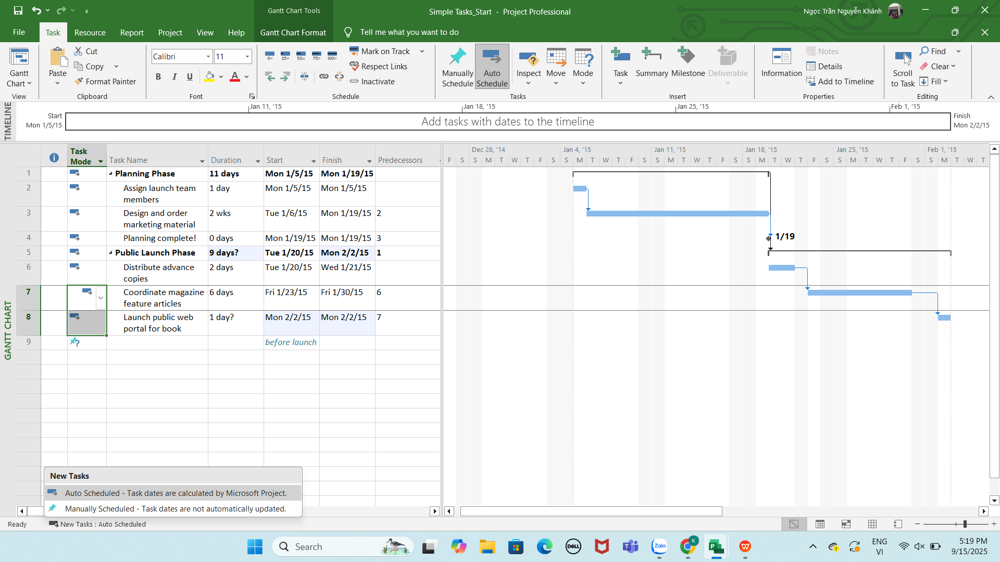 Gantt Chart Tools
Simple Tasks_Start - Project Professional
Ngọc Trần Nguyễn Khánh
File Task Resource Report Project View Help Gantt Chart Format Tell me what you want to do
Gantt Chart
View
Paste
Cut
Copy
Format Painter
Clipboard
Calibri 11
B I U A
Font
0% 25% 50% 75% 100%
Mark on Track
Respect Links
Inactivate
Schedule
Manually Schedule
Auto Schedule
Inspect
Move
Mode
Tasks
Task
Summary
Milestone
Deliverable
Insert
Information
Notes
Details
Add to Timeline
Properties
Scroll to Task
Find
Clear
Fill
Editing
TIMELINE
Jan 11, '15 Jan 18, '15 Jan 25, '15 Feb 1, '15
Start
Mon 1/5/15
Add tasks with dates to the timeline
Finish
Mon 2/2/15
GANTT CHART
Task Mode Task Name Duration Start Finish Predecessors
1 Planning Phase 11 days Mon 1/5/15 Mon 1/19/15
2 Assign launch team members 1 day Mon 1/5/15 Mon 1/5/15
3 Design and order marketing material 2 wks Tue 1/6/15 Mon 1/19/15 2
4 Planning complete! 0 days Mon 1/19/15 Mon 1/19/15 3
5 Public Launch Phase 9 days? Tue 1/20/15 Mon 2/2/15 1
6 Distribute advance copies 2 days Tue 1/20/15 Wed 1/21/15
7 Coordinate magazine feature articles 6 days Fri 1/23/15 Fri 1/30/15 6
8 Launch public web portal for book 1 day? Mon 2/2/15 Mon 2/2/15 7
9 before launch
Dec 28, '14 Jan 4, '15 Jan 11, '15 Jan 18, '15 Jan 25, '15 Feb 1, '15
F S S M T W T F S S M T W T F S S M T W T F S S M T W T F S S M T W T F S S M T W T
1/19
New Tasks
Auto Scheduled - Task dates are calculated by Microsoft Project.
Manually Scheduled - Task dates are not automatically updated.
Ready New Tasks : Auto Scheduled
Search
DELL
Zalo
K
ENG
VI
5:19 PM
9/15/2025